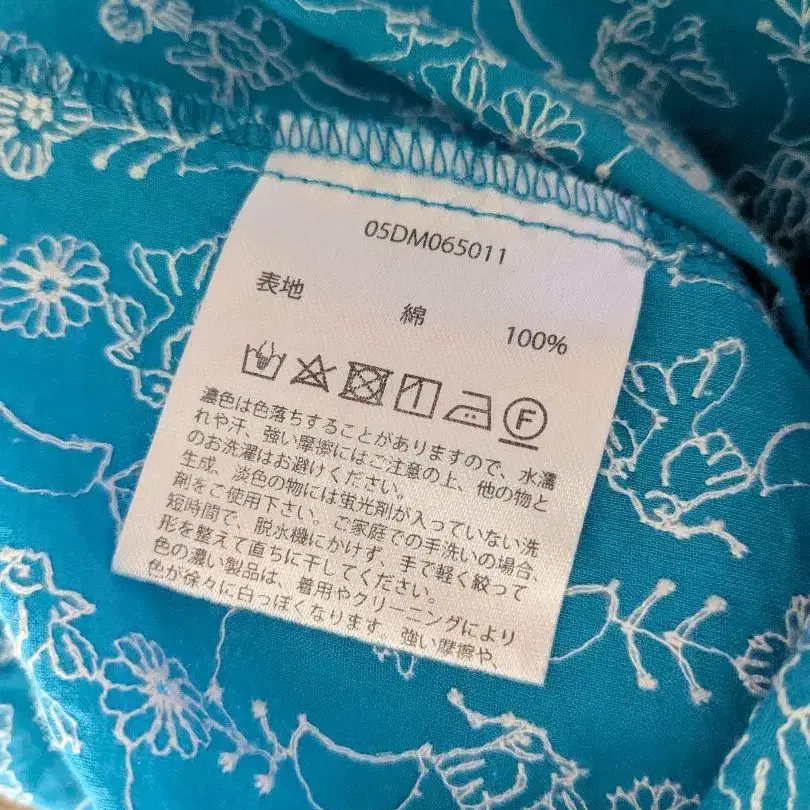 05DM065011
表地 綿 100%
F
濃色は色落ちすることがありますので、水濡
れや汗、強い摩擦にはご注意の上、他の物と
のお洗濯はお避けください。
生成、淡色の物には蛍光剤が入っていない洗
剤をご使用下さい。ご家庭での手洗いの場合、
短時間で、脱水機にかけず、手で軽く絞って
形を整えて直ちに干してください。
色の濃い製品は、着用やクリーニングにより
色が徐々に白っぽくなります。強い摩擦や、